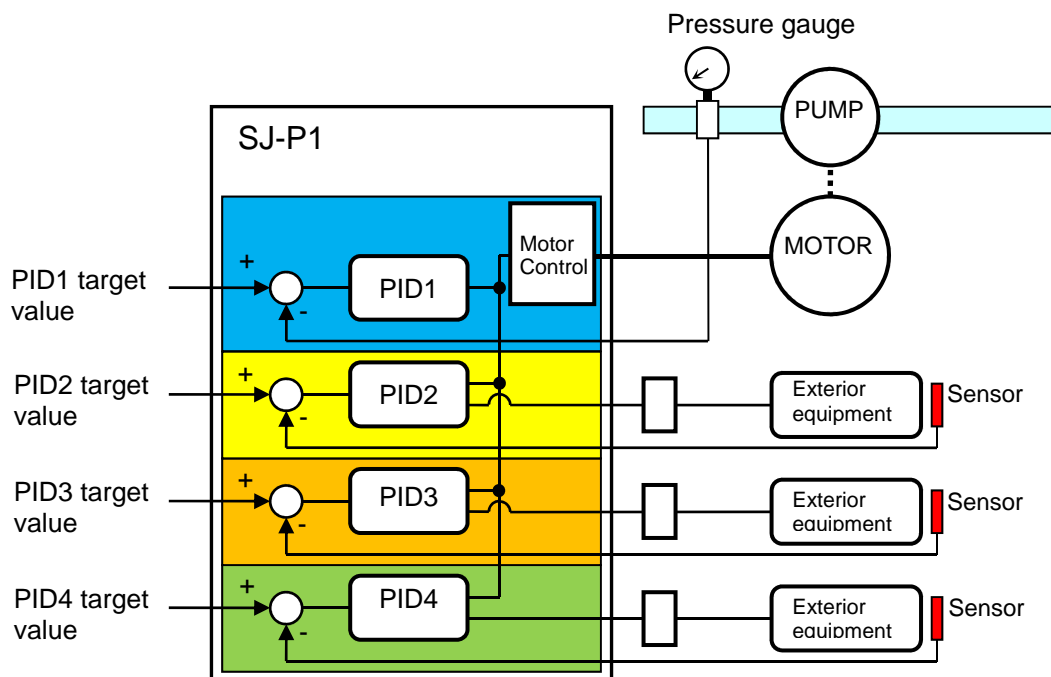 Pressure gauge
PUMP
SJ-P1
MOTOR
Motor
Control
PID1 target
value
+
-
PID1
PID2 target
value
+
-
PID2
Exterior
equipment
Sensor
PID3 target
value
+
-
PID3
Exterior
equipment
Sensor
PID4 target
value
+
-
PID4
Exterior
equipment
Sensor